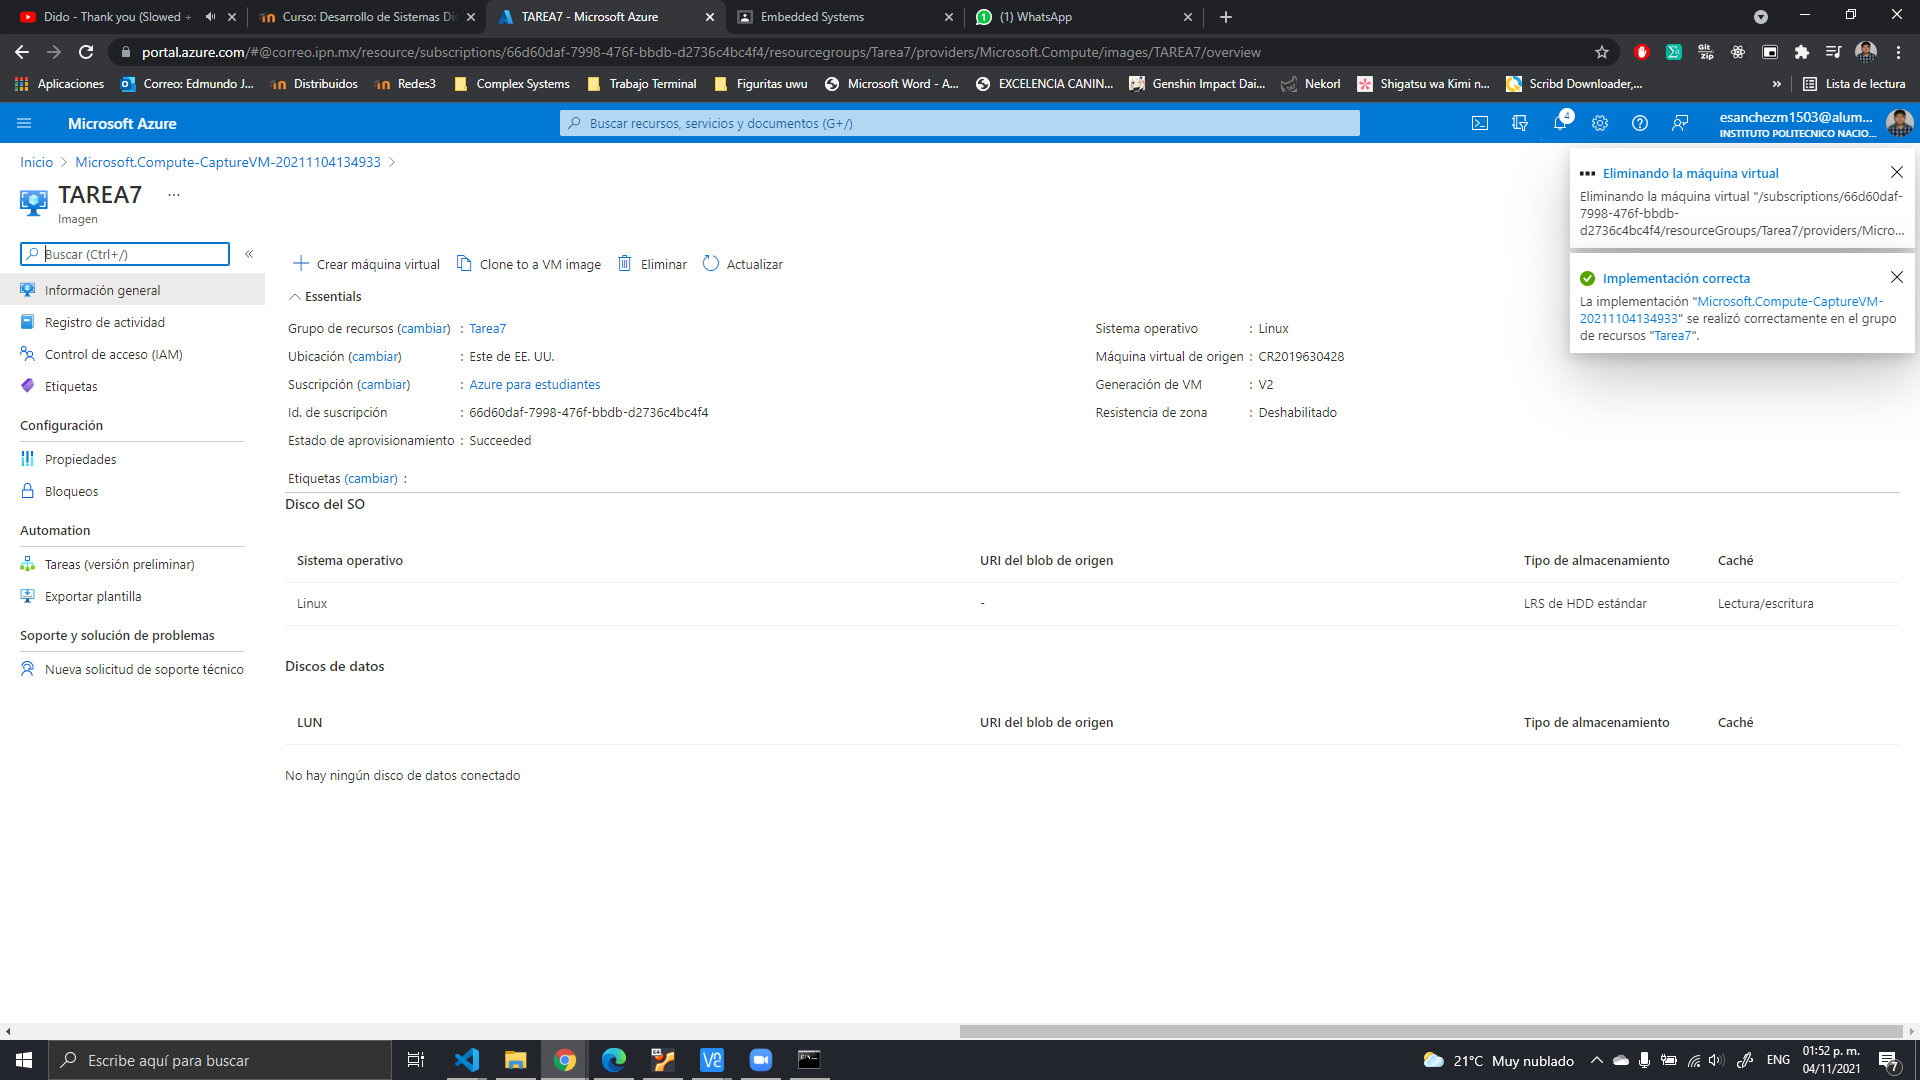 Dido - Thank you (Slowed +
Curso: Desarrollo de Sistemas Dis
TAREA7 - Microsoft Azure
Embedded Systems
(1) WhatsApp
portal.azure.com/#@correo.ipn.mx/resource/subscriptions/66d60daf-7998-476f-bbdb-d2736c4bc4f4/resourcegroups/Tarea7/providers/Microsoft.Compute/images/TAREA7/overview
Aplicaciones
Correo: Edmundo J...
Distribuidos
Redes3
Complex Systems
Trabajo Terminal
Figuritas uwu
Microsoft Word - A...
EXCELENCIA CANIN...
Genshin Impact Dai...
Nekorl
Shigatsu wa Kimi n...
Scribd Downloader,...
»
Lista de lectura
Microsoft Azure
Buscar recursos, servicios y documentos (G+/)
4
esanchezm1503@alum...
INSTITUTO POLITECNICO NACIO...
Inicio > Microsoft.Compute-CaptureVM-20211104134933 >
TAREA7 ...
Imagen
Buscar (Ctrl+/)
«
Información general
Registro de actividad
Control de acceso (IAM)
Etiquetas
Configuración
Propiedades
Bloqueos
Automation
Tareas (versión preliminar)
Exportar plantilla
Soporte y solución de problemas
Nueva solicitud de soporte técnico
Crear máquina virtual
Clone to a VM image
Eliminar
Actualizar
Essentials
Grupo de recursos (cambiar) : Tarea7
Ubicación (cambiar) : Este de EE. UU.
Suscripción (cambiar) : Azure para estudiantes
Id. de suscripción : 66d60daf-7998-476f-bbdb-d2736c4bc4f4
Estado de aprovisionamiento : Succeeded
Sistema operativo : Linux
Máquina virtual de origen : CR2019630428
Generación de VM : V2
Resistencia de zona : Deshabilitado
Etiquetas (cambiar) :
Disco del SO
Sistema operativo URI del blob de origen Tipo de almacenamiento Caché
Linux - LRS de HDD estándar Lectura/escritura
Discos de datos
LUN URI del blob de origen Tipo de almacenamiento Caché
No hay ningún disco de datos conectado
Eliminando la máquina virtual
Eliminando la máquina virtual "/subscriptions/66d60daf-
7998-476f-bbdb-
d2736c4bc4f4/resourceGroups/Tarea7/providers/Micro...
Implementación correcta
La implementación "Microsoft.Compute-CaptureVM-
20211104134933" se realizó correctamente en el grupo
de recursos "Tarea7".
Escribe aquí para buscar
21°C Muy nublado
ENG
01:52 p. m.
04/11/2021
7